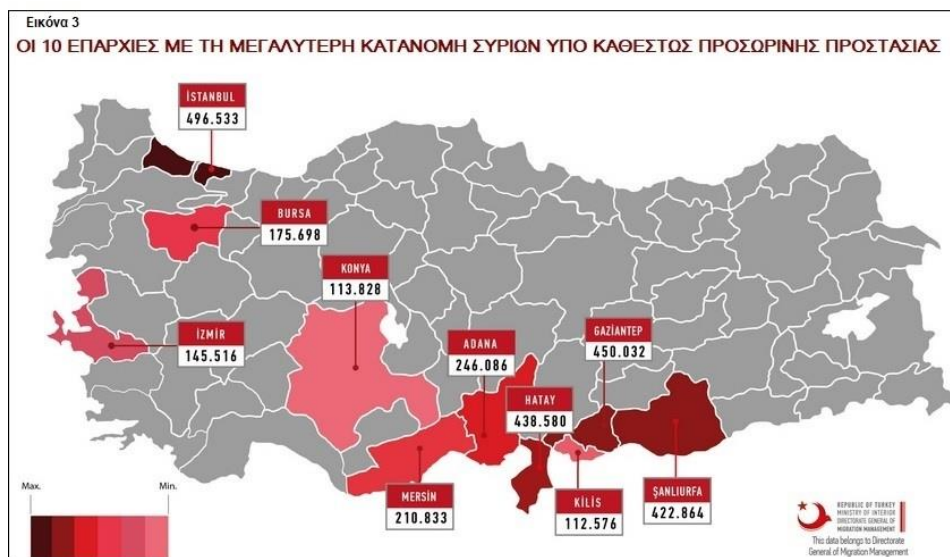 Εικόνα 3
ΟΙ 10 ΕΠΑΡΧΙΕΣ ΜΕ ΤΗ ΜΕΓΑΛΥΤΕΡΗ ΚΑΤΑΝΟΜΗ ΣΥΡΙΩΝ ΥΠΟ ΚΑΘΕΣΤΩΣ ΠΡΟΣΩΡΙΝΗΣ ΠΡΟΣΤΑΣΙΑΣ
İSTANBUL
496.533
BURSA
175.698
KONYA
113.828
İZMİR
145.516
ADANA
246.086
GAZİANTEP
450.032
HATAY
438.580
MERSİN
210.833
KİLİS
112.576
ŞANLIURFA
422.864
Max.
Min.
REPUBLIC OF TURKEY
MINISTRY OF INTERIOR
DIRECTORATE GENERAL OF
MIGRATION MANAGEMENT
This data belongs to Directorate
General of Migration Management